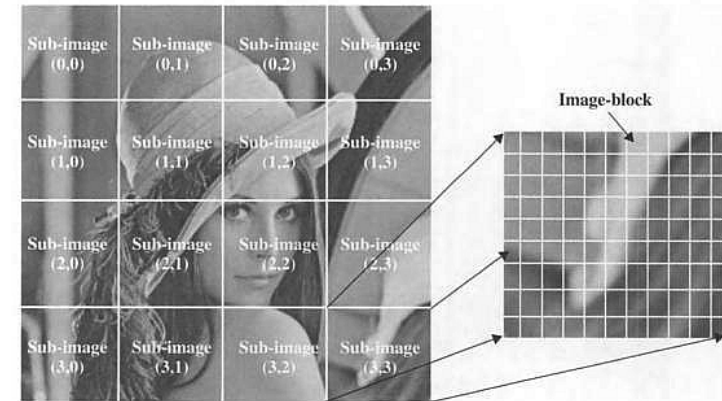 Sub-image Sub-image Sub-image Sub-image
(0,0) (0,1) (0,2) (0,3)
Image-block
Sub-image Sub-image Sub-image Sub-image
(1,0) (1,1) (1,2) (1,3)
Sub-image Sub-image Sub-image Sub-image
(2,0) (2,1) (2,2) (2,3)
Sub-image Sub-image Sub-image Sub-image
(3,0) (3,1) (3,2) (3,3)